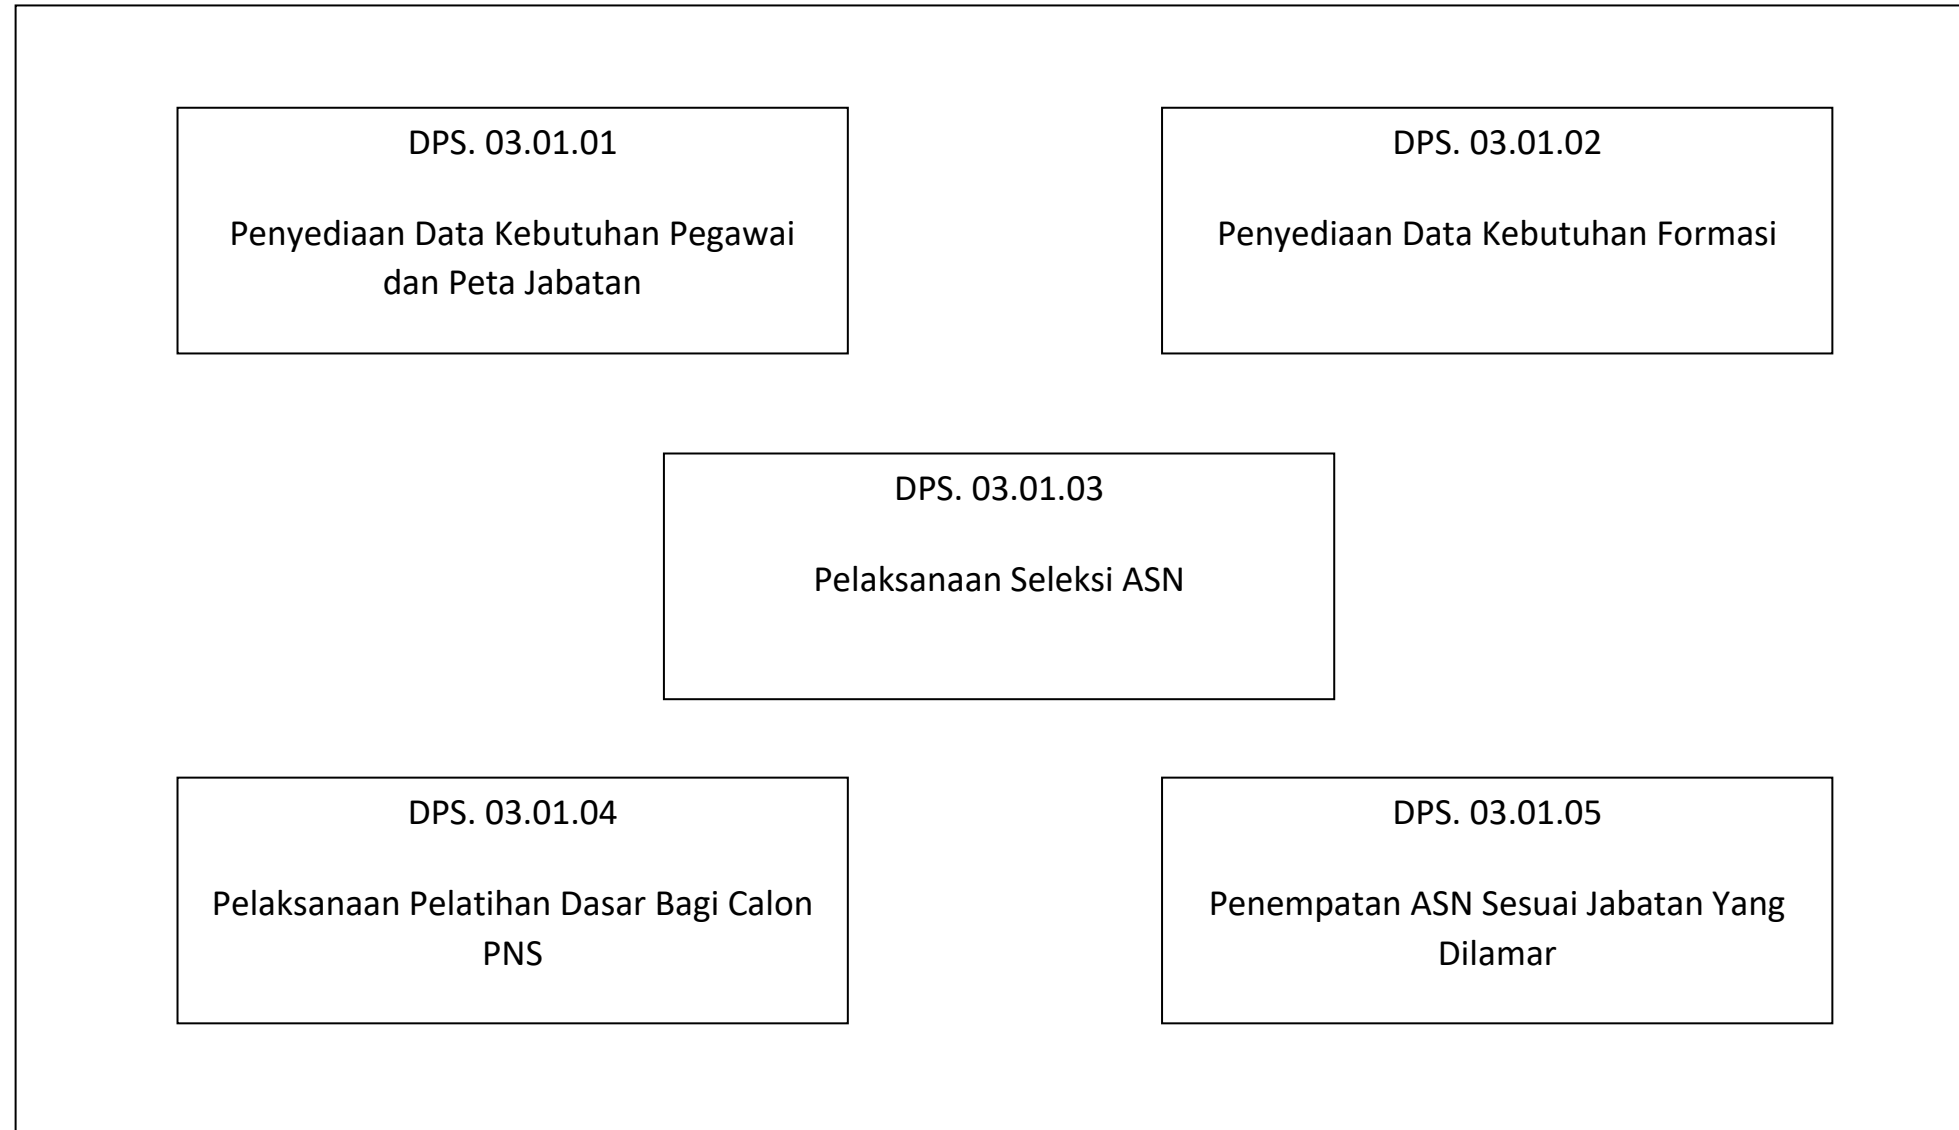 DPS. 03.01.01
Penyediaan Data Kebutuhan Pegawai
dan Peta Jabatan
DPS. 03.01.02
Penyediaan Data Kebutuhan Formasi
DPS. 03.01.03
Pelaksanaan Seleksi ASN
DPS. 03.01.04
Pelaksanaan Pelatihan Dasar Bagi Calon
PNS
DPS. 03.01.05
Penempatan ASN Sesuai Jabatan Yang
Dilamar